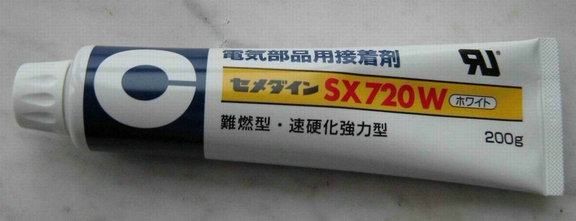 電気部品用接着剤
セメダイン SX720W ホワイト
難燃型・速硬化強力型
200g